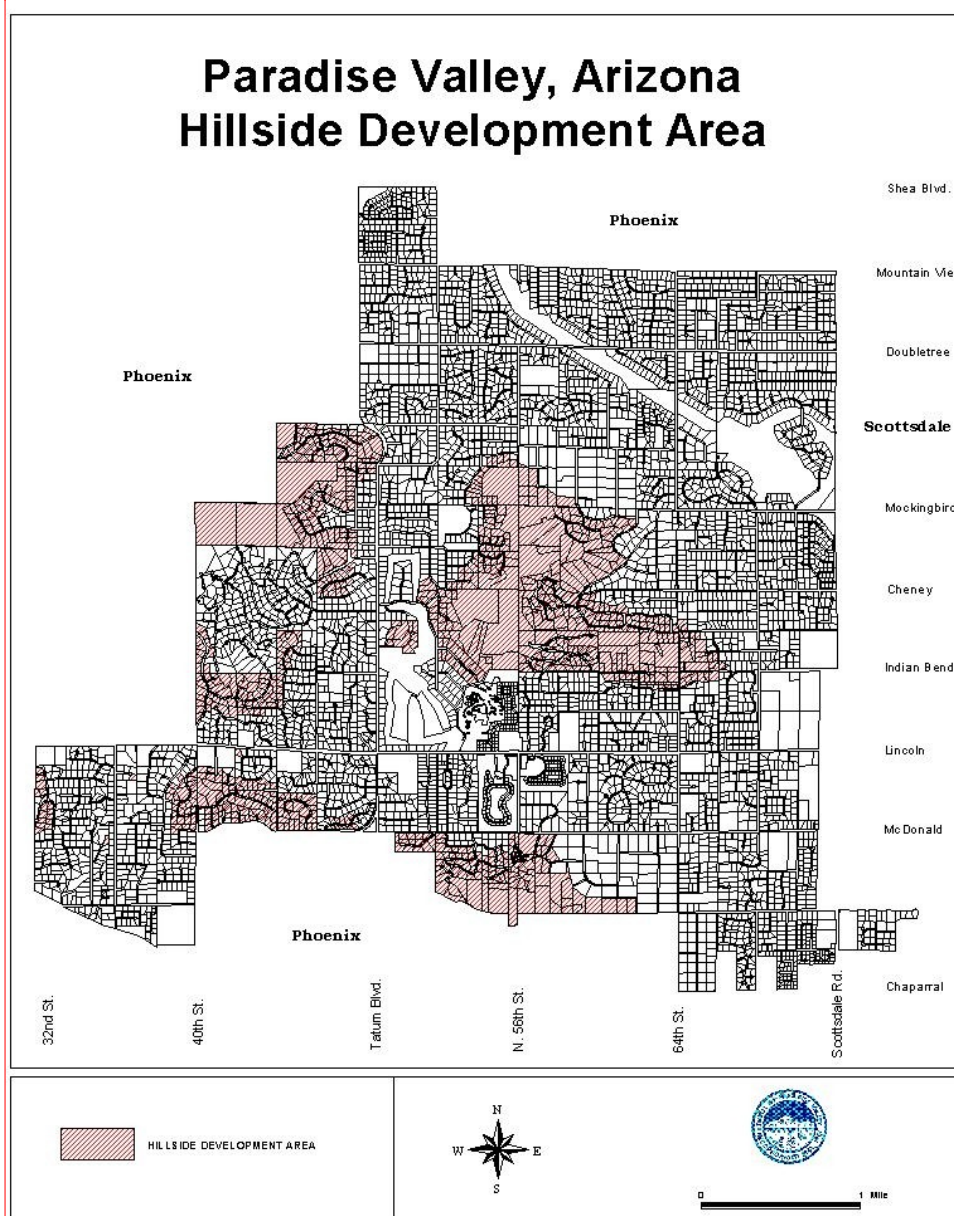 Paradise Valley, Arizona
Hillside Development Area
Shea Blvd.
Phoenix
Mountain Vie
Doubletree
Phoenix
Scottsdale
Mockingbird
Cheney
Indian Bend
Lincoln
McDonald
Phoenix
Chaparral
32nd St.
40th St.
Tatum Blvd.
N. 56th St.
64th St.
Scottsdale Rd.
HILLSIDE DEVELOPMENT AREA
N
W E
S
0 1 Mile